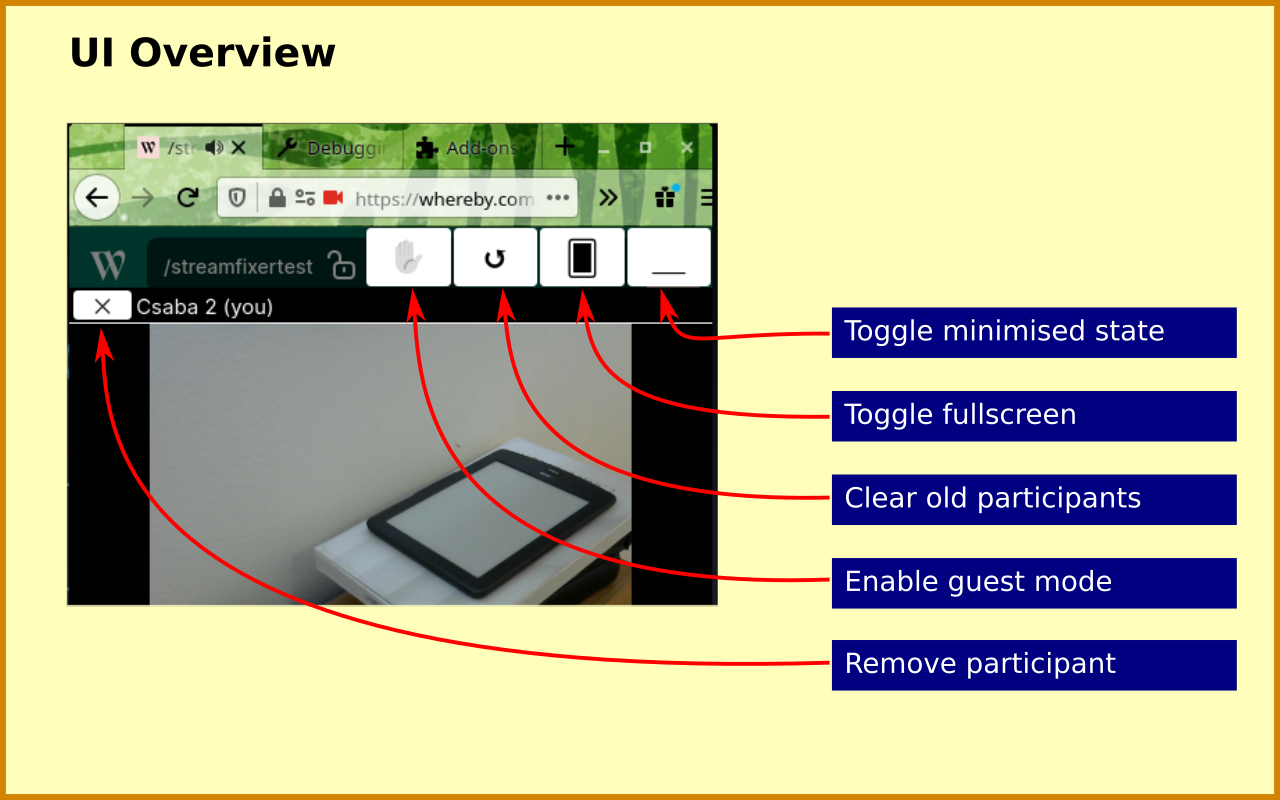 UI Overview
W /str Debuggin Add-ons
https://whereby.com
W /streamfixertest
Csaba 2 (you)
Toggle minimised state
Toggle fullscreen
Clear old participants
Enable guest mode
Remove participant